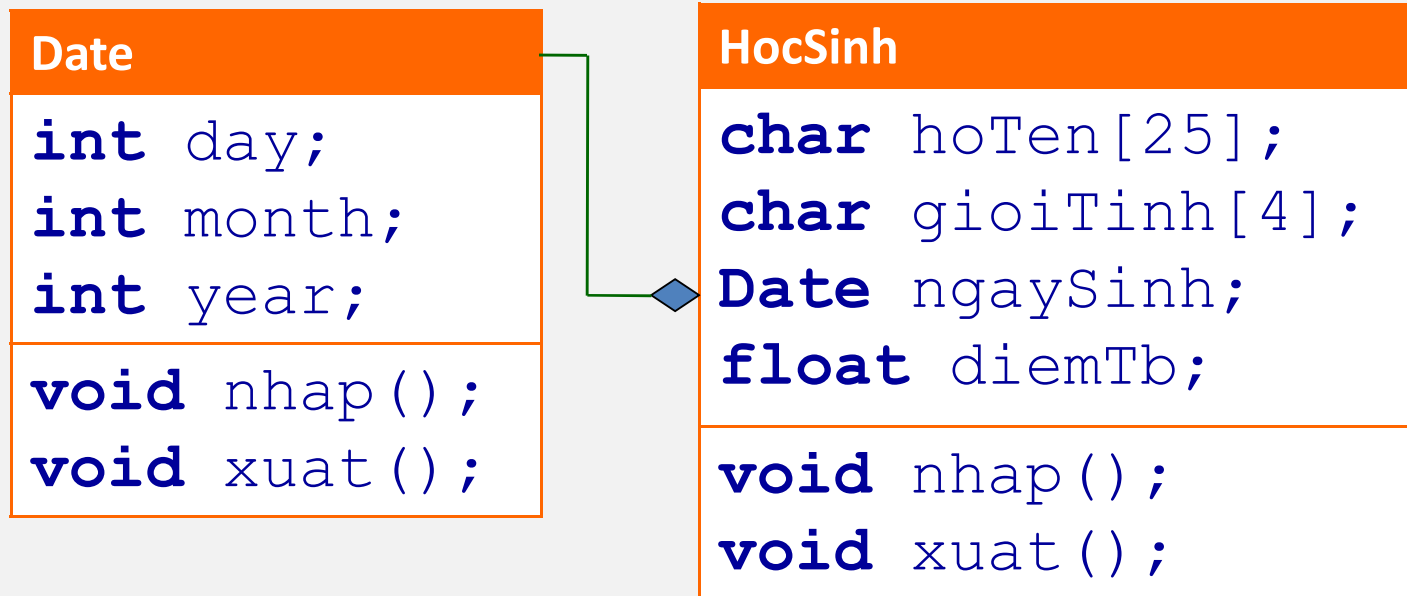 Date
int day;
int month;
int year;
void nhap();
void xuat();
HocSinh
char hoTen[25];
char gioiTinh[4];
Date ngaySinh;
float diemTb;
void nhap();
void xuat();